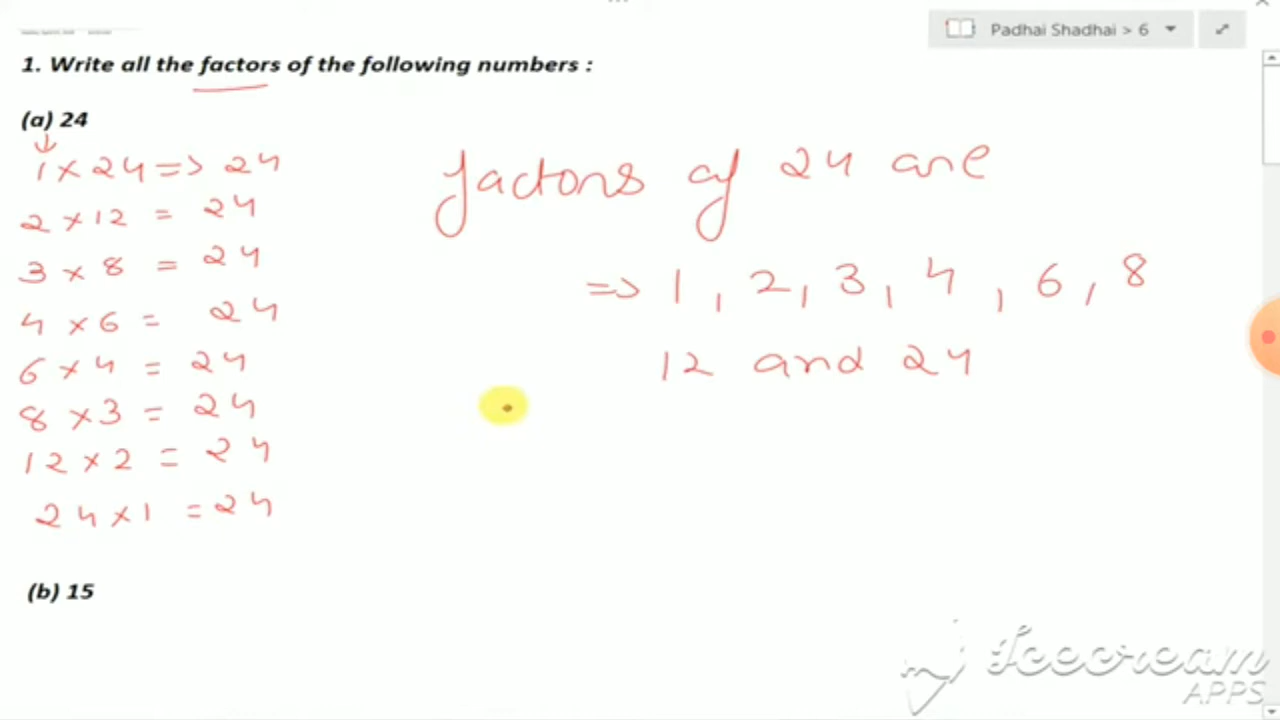 Padhai Shadhai > 6
1. Write all the factors of the following numbers :
(a) 24
1 × 24 => 24
2 × 12 = 24
3 × 8 = 24
4 × 6 = 24
6 × 4 = 24
8 × 3 = 24
12 × 2 = 24
24 × 1 = 24
factors of 24 are
=> 1, 2, 3, 4, 6, 8
12 and 24
(b) 15
Icecream
APPS